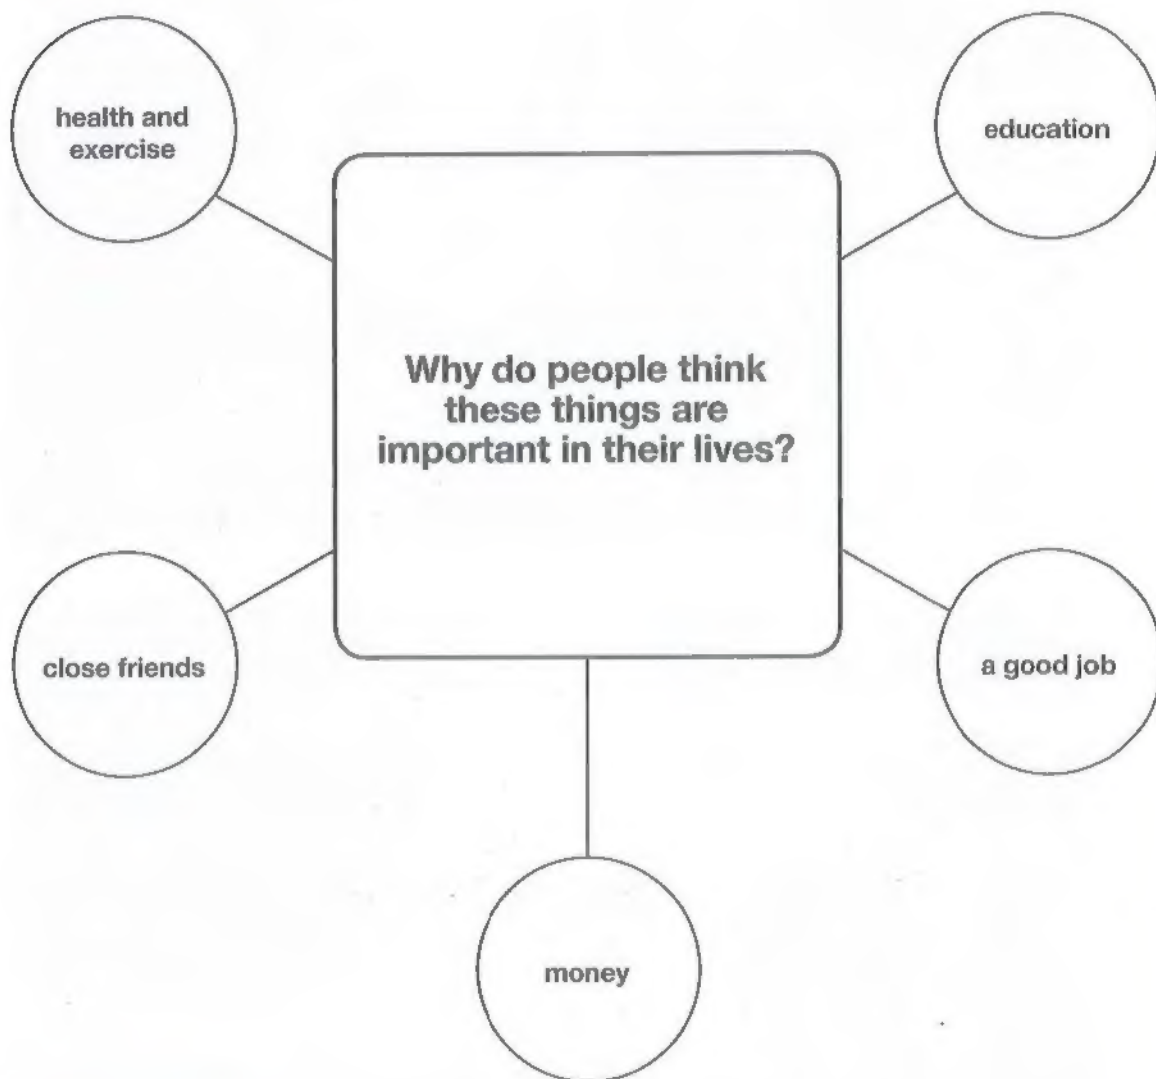 health and
exercise
education
Why do people think
these things are
important in their lives?
close friends
a good job
money